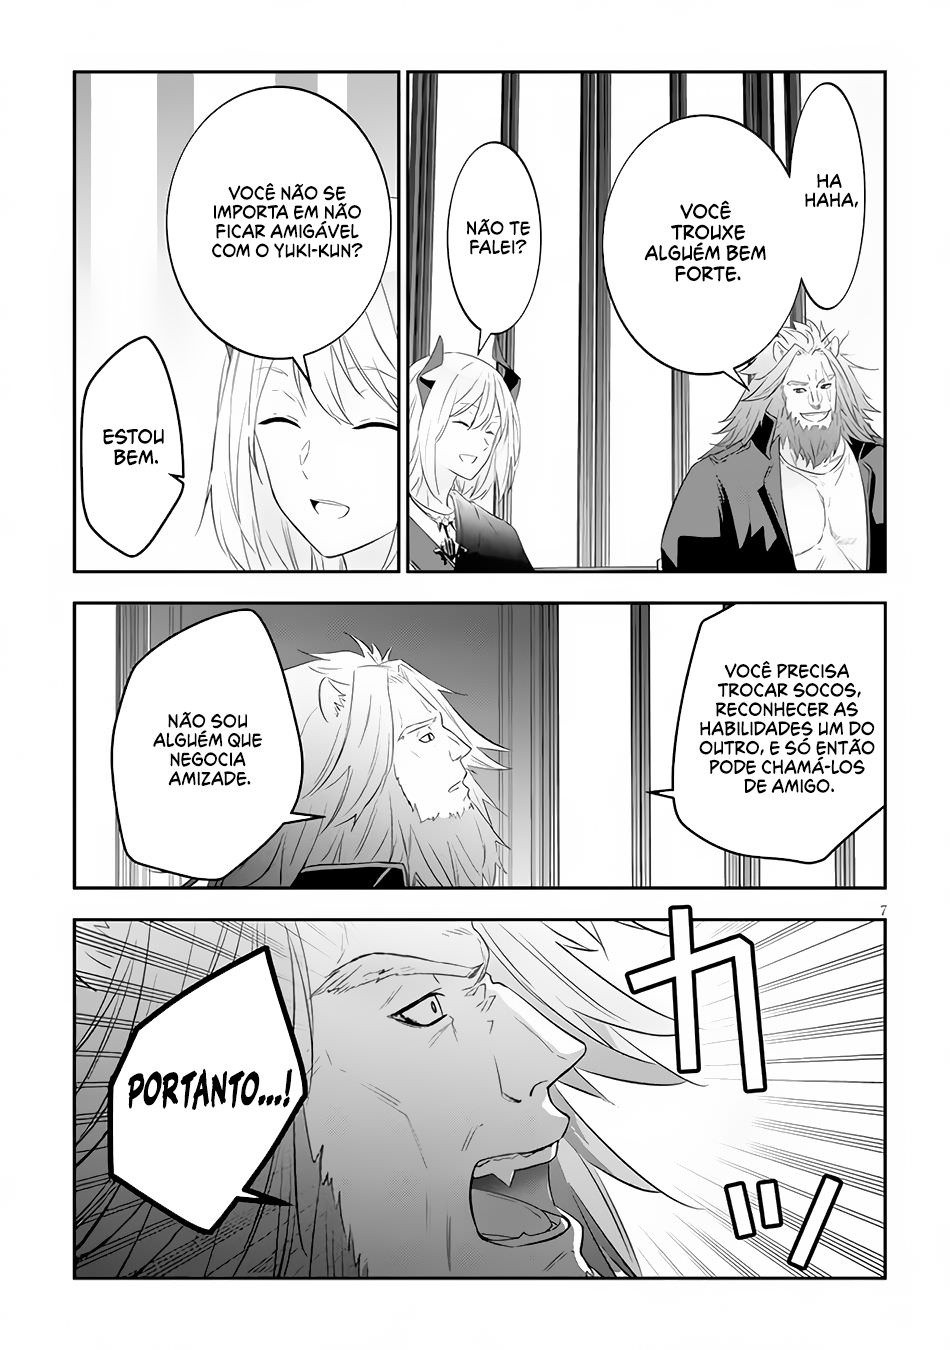 HA
HAHA,
VOCÊ
TROUXE
ALGUÉM BEM
FORTE.
NÃO TE
FALEI?
VOCÊ NÃO SE
IMPORTA EM NÃO
FICAR AMIGÁVEL
COM O YUKI-KUN?
ESTOU
BEM.
VOCÊ PRECISA
TROCAR SOCOS,
RECONHECER AS
HABILIDADES UM DO
OUTRO, E SÓ ENTÃO
PODE CHAMÁ-LOS
DE AMIGO.
NÃO SOU
ALGUÉM QUE
NEGOCIA
AMIZADE.
7
カッ
PORTANTO...!